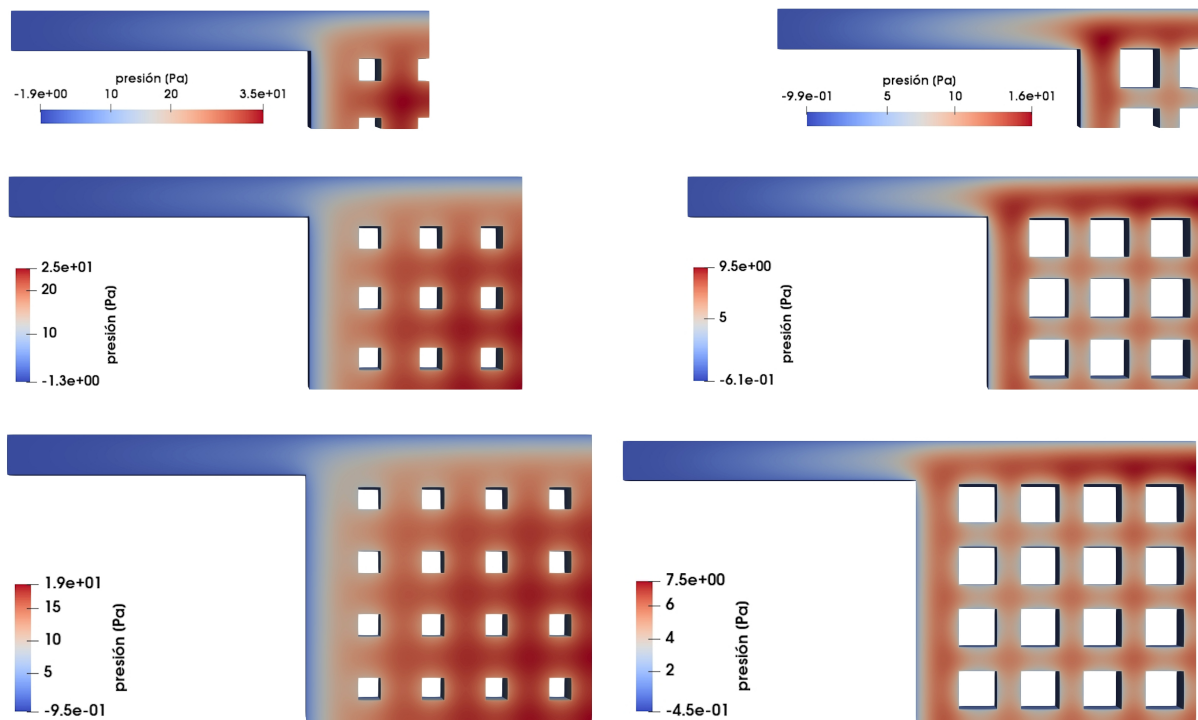 presión (Pa)
-1.9e+00 10 20 3.5e+01
presión (Pa)
-9.9e-01 5 10 1.6e+01
2.5e+01
20
10
-1.3e+00
presión (Pa)
9.5e+00
5
-6.1e-01
presión (Pa)
1.9e+01
15
10
5
-9.5e-01
presión (Pa)
7.5e+00
6
4
2
-4.5e-01
presión (Pa)